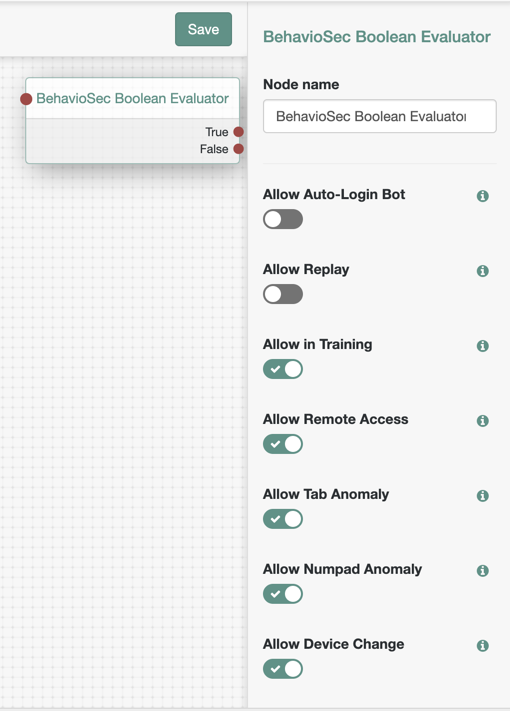 Save
BehavioSec Boolean Evaluator
True
False
BehavioSec Boolean Evaluator
Node name
BehavioSec Boolean Evaluator
Allow Auto-Login Bot
Allow Replay
Allow in Training
Allow Remote Access
Allow Tab Anomaly
Allow Numpad Anomaly
Allow Device Change